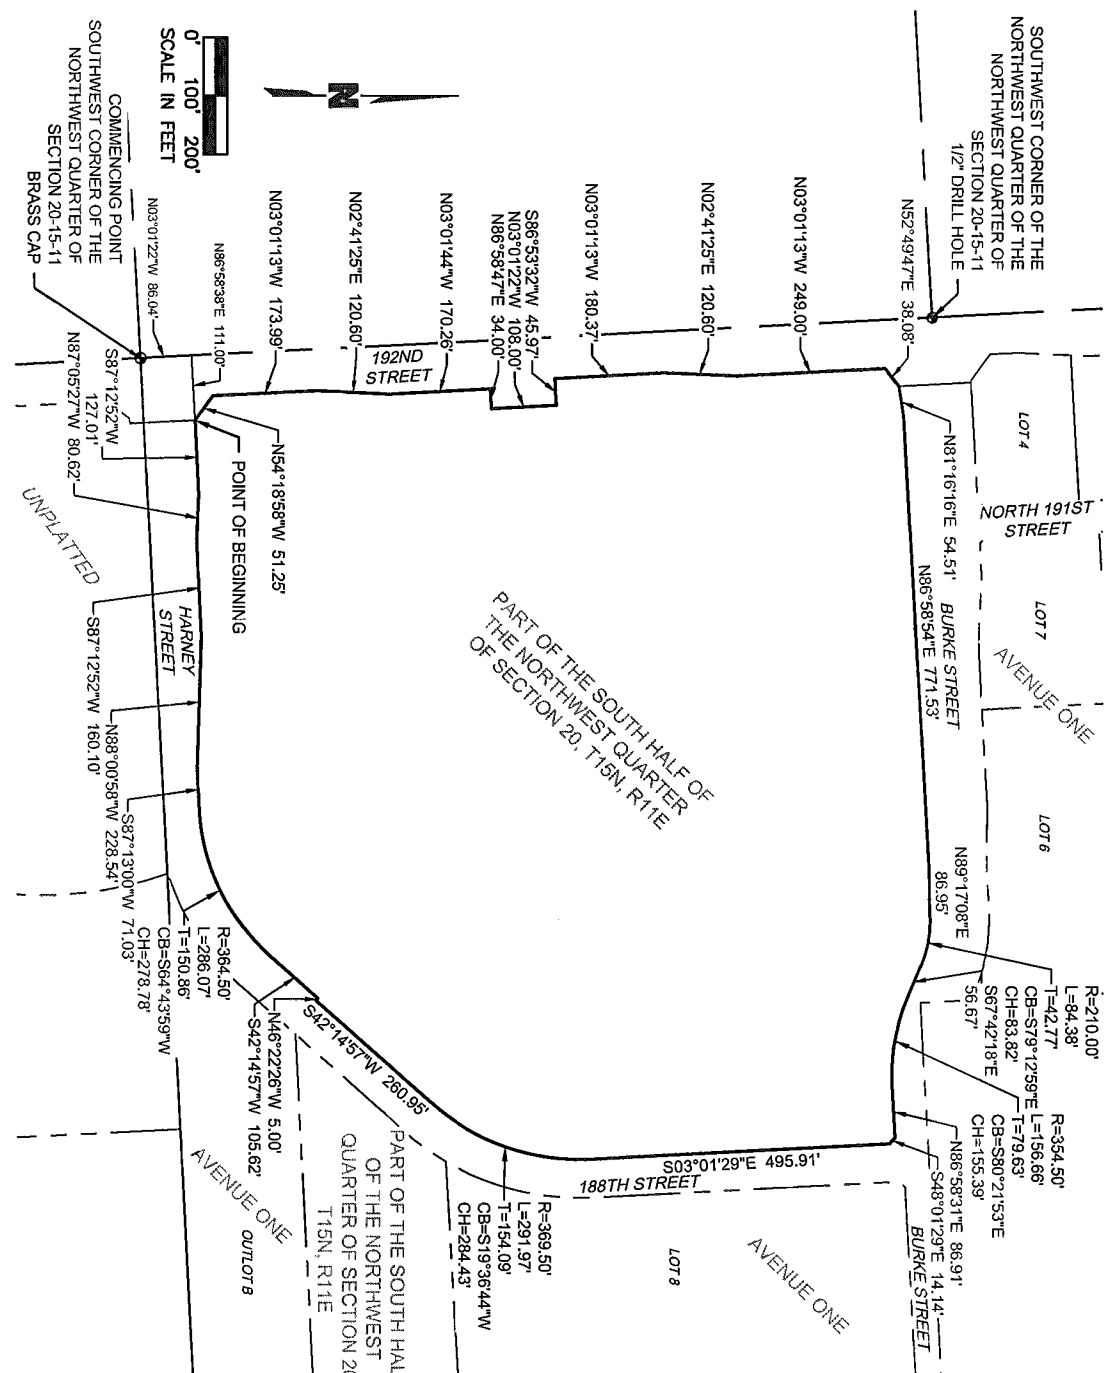 SOUTHWEST CORNER OF THE
NORTHWEST QUARTER OF THE
NORTHWEST QUARTER OF
SECTION 20-15-11
1/2" DRILL HOLE
N
0' 100' 200'
SCALE IN FEET
COMMENCING POINT
SOUTHWEST CORNER OF THE
NORTHWEST QUARTER OF
SECTION 20-15-11
BRASS CAP
N03°01'22"W 86.04'
N86°58'38"E 111.00'
N03°01'13"W 173.99'
N02°41'25"E 120.60'
N03°01'44"W 170.26'
N86°58'47"E 34.00'
N03°01'22"W 108.00'
S86°53'32"W 45.97'
N03°01'13"W 180.37'
N02°41'25"E 120.60'
N03°01'13"W 249.00'
N52°49'47"E 38.08'
192ND
STREET
N54°18'58"W 51.25'
POINT OF BEGINNING
N81°16'16"E 54.51'
N86°58'54"E 771.53'
BURKE STREET
LOT 4
NORTH 191ST
STREET
LOT 7
AVENUE ONE
LOT 6
N89°17'08"E
86.95'
R=210.00'
L=84.38'
T=42.77'
CB=S79°12'59"E
CH=83.82'
S67°42'18"E
56.67'
R=354.50'
L=156.66'
T=79.63'
CB=S80°21'53"E
CH=155.39'
N86°58'31"E 86.91'
S48°01'29"E 14.14'
BURKE STREET
PART OF THE SOUTH HALF OF
THE NORTHWEST QUARTER
OF SECTION 20, T15N, R11E
S03°01'29"E 495.91'
188TH STREET
LOT 8
AVENUE ONE
R=369.50'
L=291.97'
T=154.09'
CB=S19°36'44"W
CH=284.43'
S42°14'57"W 260.95'
N46°22'26"W 5.00'
S42°14'57"W 105.62'
PART OF THE SOUTH HAL
OF THE NORTHWEST
QUARTER OF SECTION 20
T15N, R11E
AVENUE ONE
OUTLOT B
R=364.50'
L=286.07'
T=150.86'
CB=S64°43'59"W
CH=278.78'
S87°13'00"W 71.03'
N88°00'58"W 228.54'
S87°12'52"W 160.10'
HARNEY
STREET
N87°05'27"W 80.62'
S87°12'52"W
127.01'
UNPLATTED